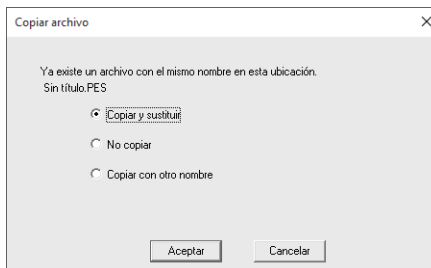 Copiar archivo
Ya existe un archivo con el mismo nombre en esta ubicación.
Sin título.PES
Copiar y sustituir
No copiar
Copiar con otro nombre
Aceptar Cancelar